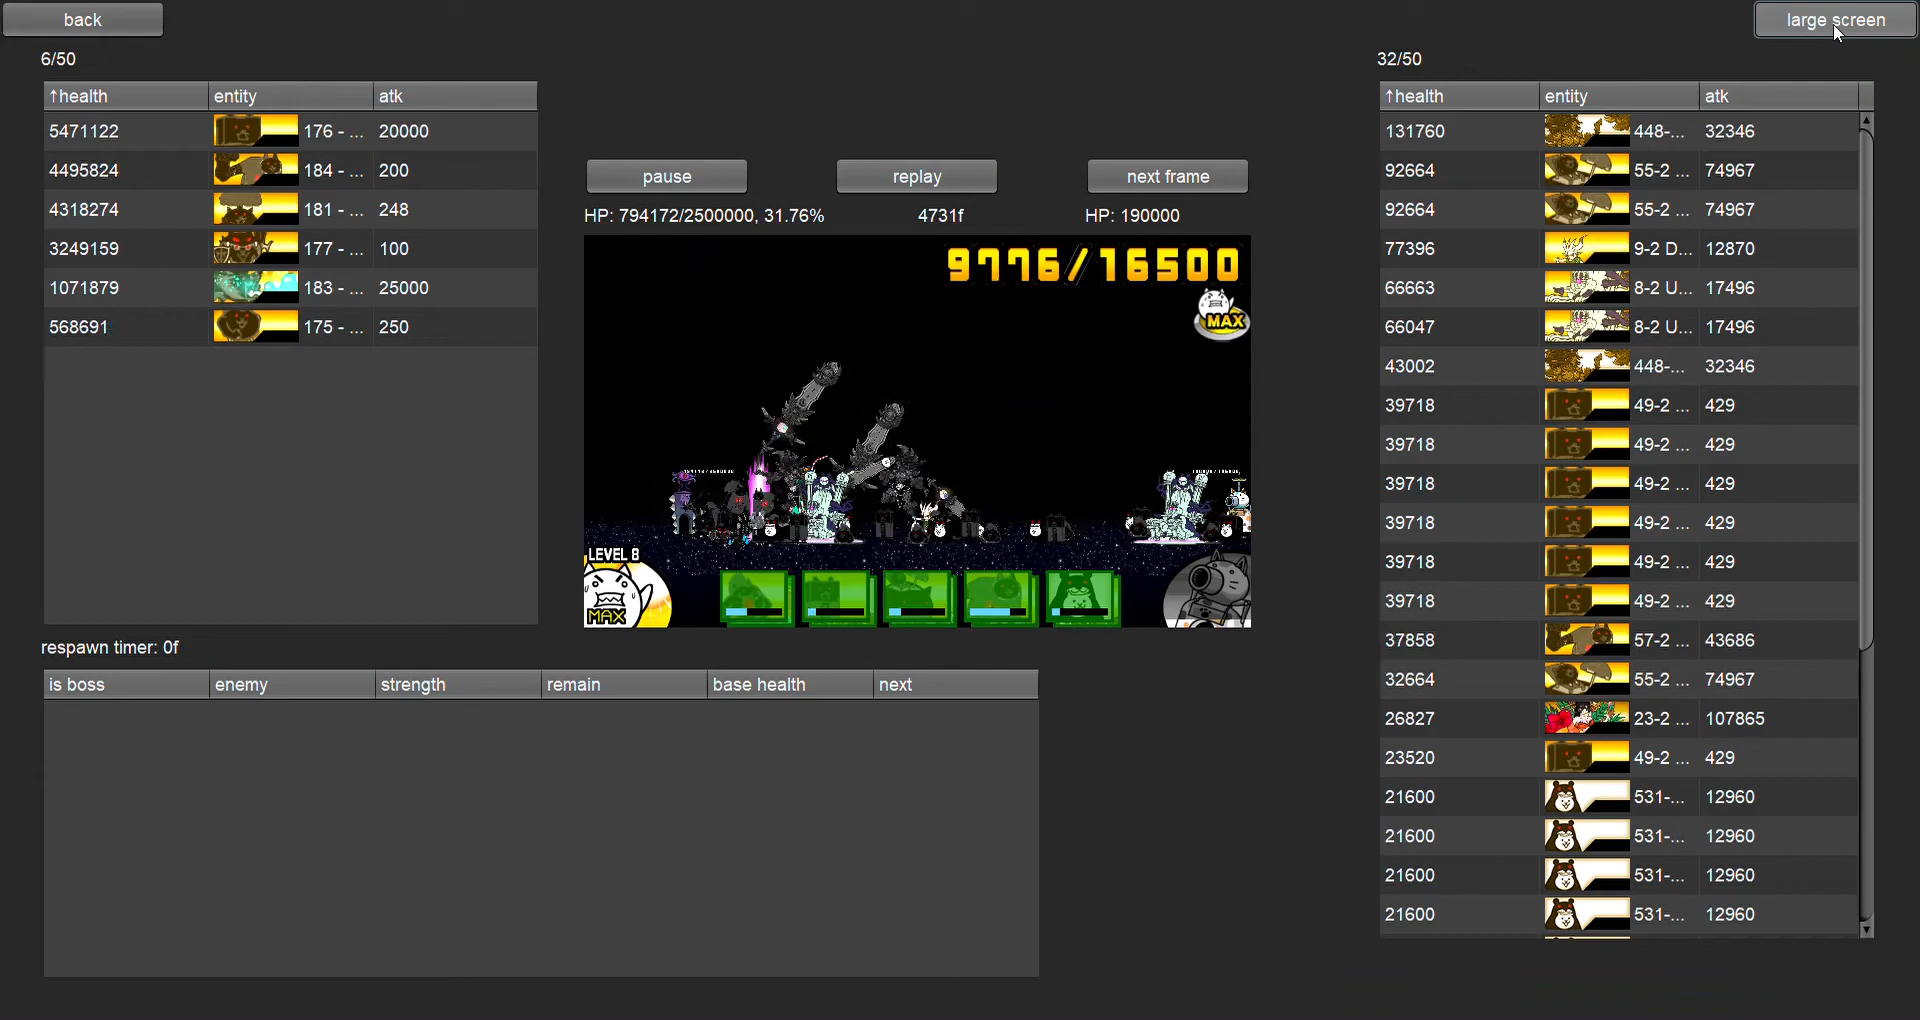 back
large screen
6/50
↑health entity atk
5471122 176 - ... 20000
4495824 184 - ... 200
4318274 181 - ... 248
3249159 177 - ... 100
1071879 183 - ... 25000
568691 175 - ... 250
pause
replay
next frame
HP: 794172/2500000, 31.76%
4731f
HP: 190000
9776/16500
MAX
LEVEL 8
MAX
respawn timer: 0f
is boss enemy strength remain base health next
32/50
↑health entity atk
131760 448-... 32346
92664 55-2 ... 74967
92664 55-2 ... 74967
77396 9-2 D... 12870
66663 8-2 U... 17496
66047 8-2 U... 17496
43002 448-... 32346
39718 49-2 ... 429
39718 49-2 ... 429
39718 49-2 ... 429
39718 49-2 ... 429
39718 49-2 ... 429
39718 49-2 ... 429
37858 57-2 ... 43686
32664 55-2 ... 74967
26827 23-2 ... 107865
23520 49-2 ... 429
21600 531-... 12960
21600 531-... 12960
21600 531-... 12960
21600 531-... 12960